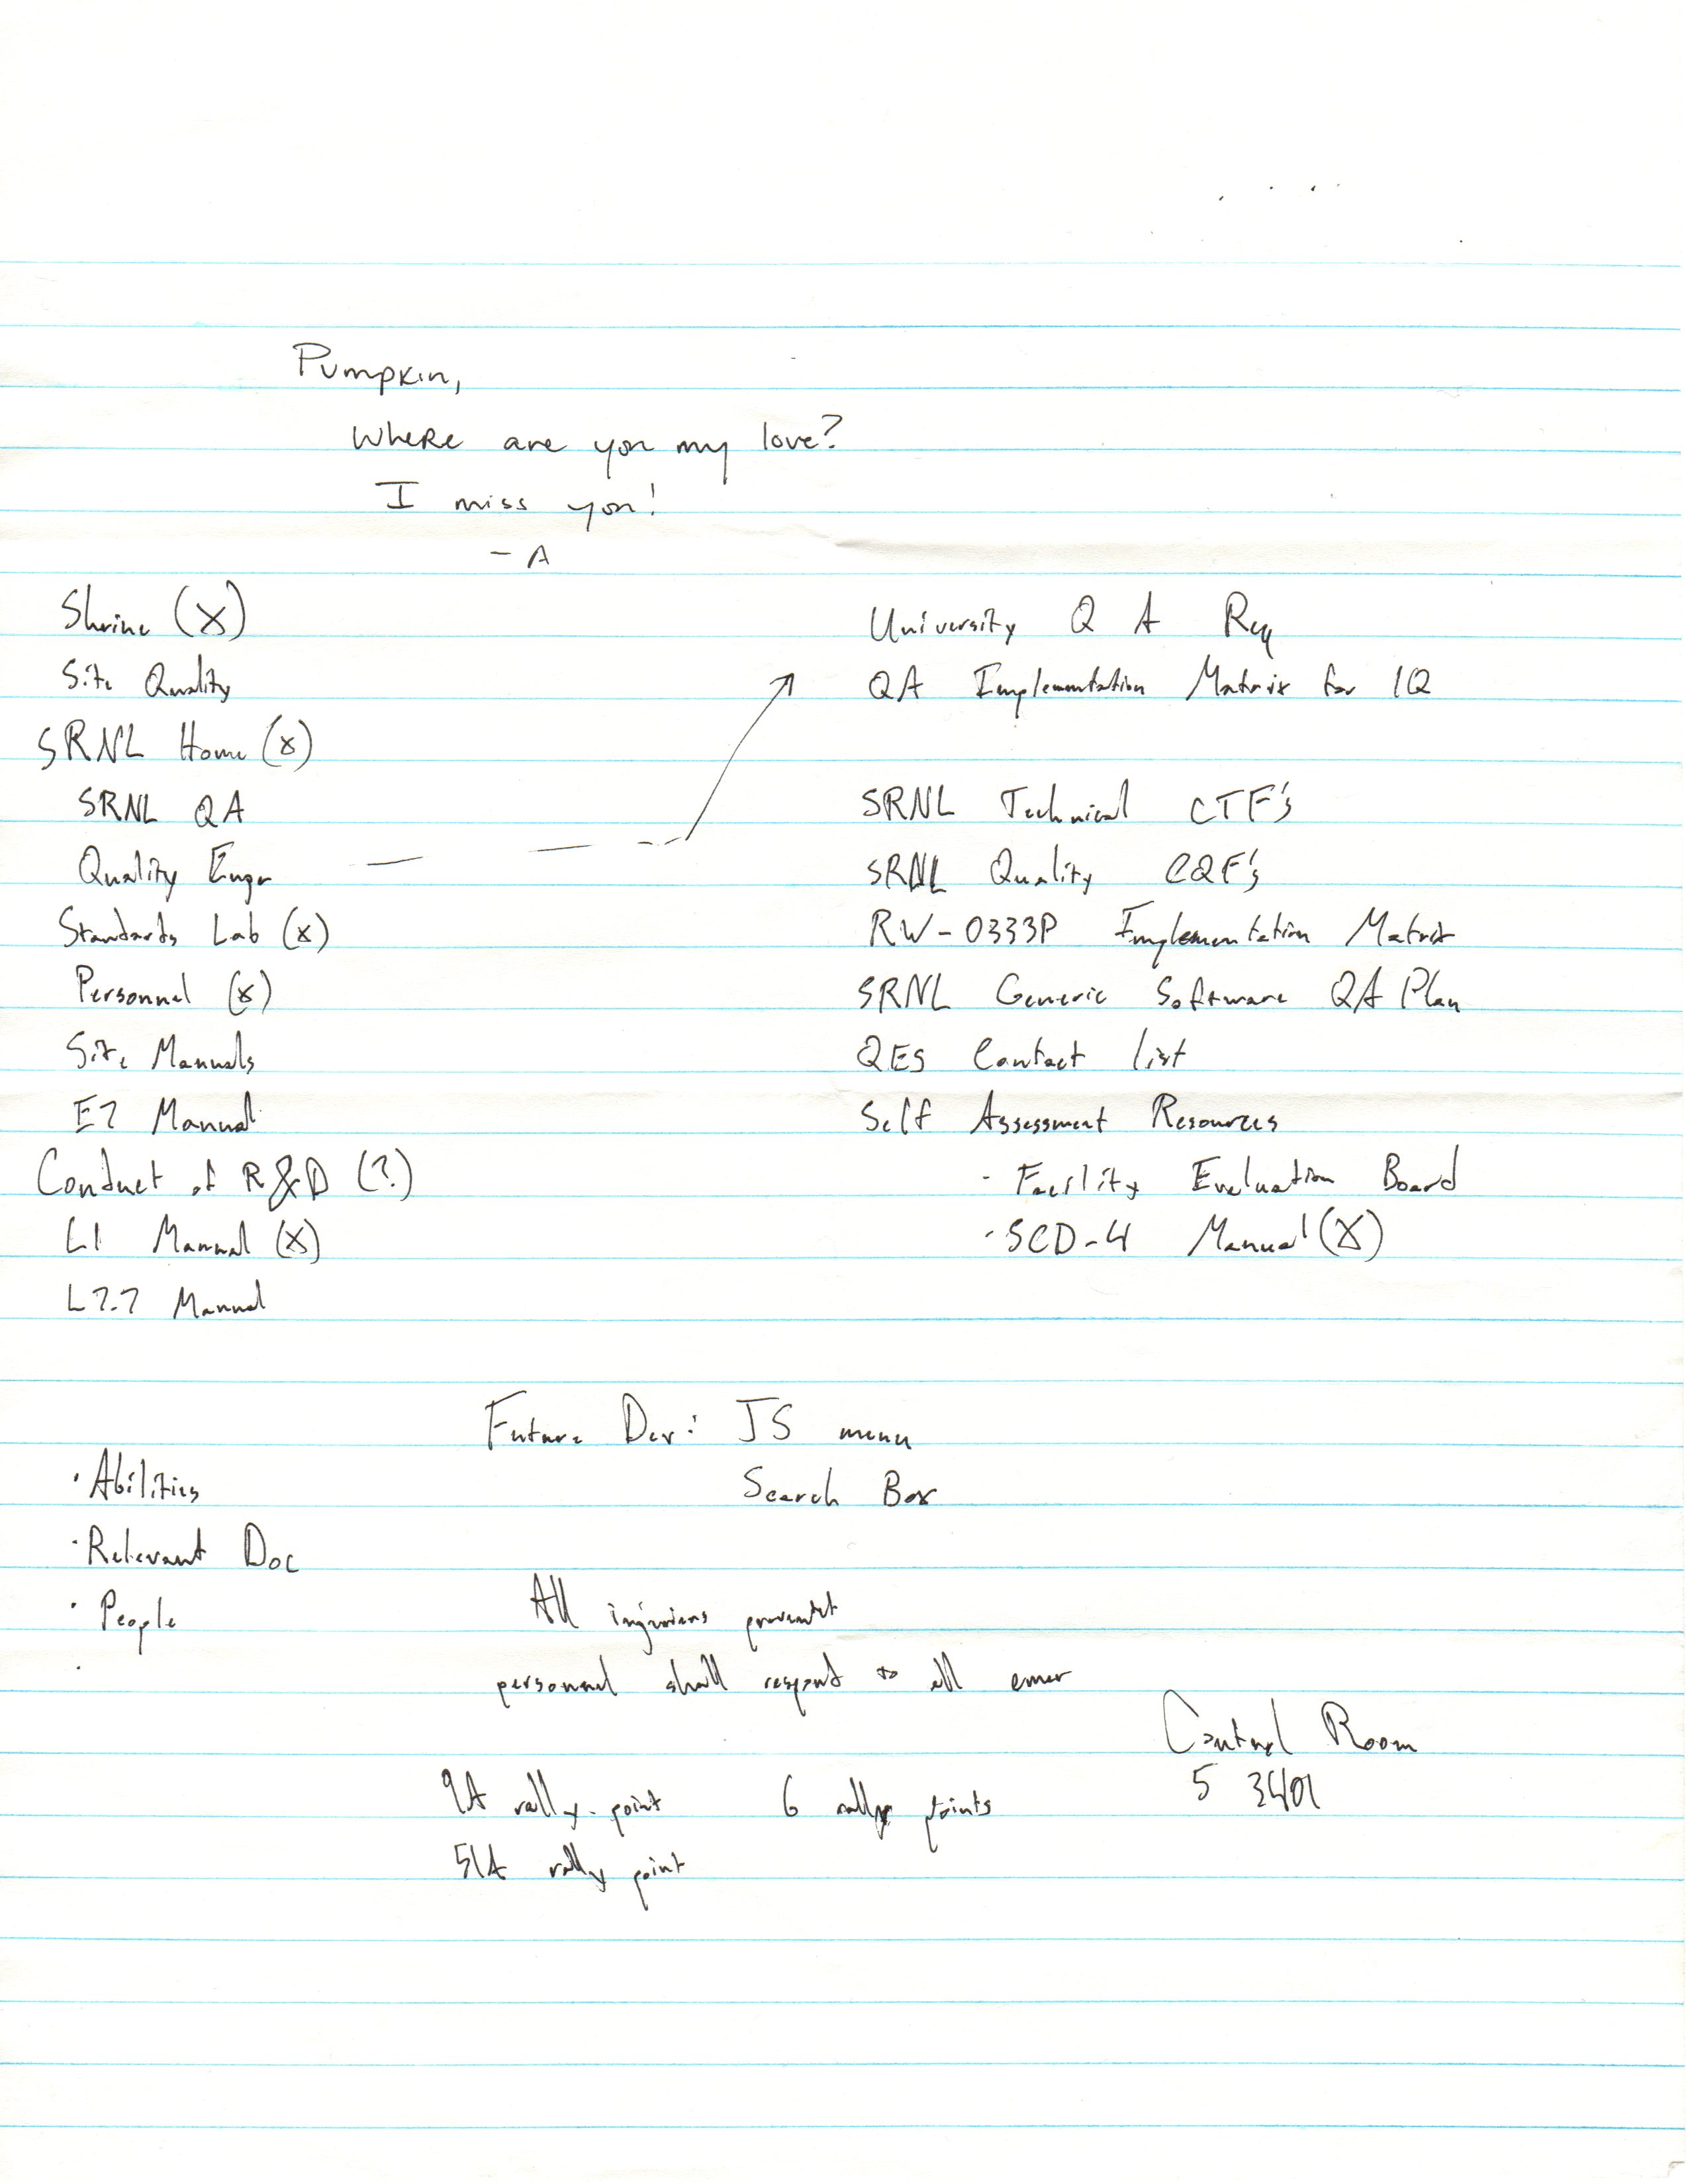 Pumpkin,
Where are you my love?
I miss you!
- A
Shrine (X)
Site Quality
SRNL Home (X)
SRNL QA
Quality Engr
Standards Lab (X)
Personnel (X)
Site Manuals
E7 Manual
Conduct of R&D (?)
L1 Manual (X)
L7.7 Manual
University QA Req
QA Implementation Matrix for 1Q
SRNL Technical CTF's
SRNL Quality CQF's
RW-0333P Implementation Matrix
SRNL Generic Software QA Plan
QES Contact list
Self Assessment Resources
- Facility Evaluation Board
- SCD-4 Manual (X)
Future Dev: JS menu
Search Box
· Abilities
· Relevant Doc
· People
All injuries
personnel shall respond to all emer
Control Room
5 3401
9A rally point
6 rally points
51A rally point